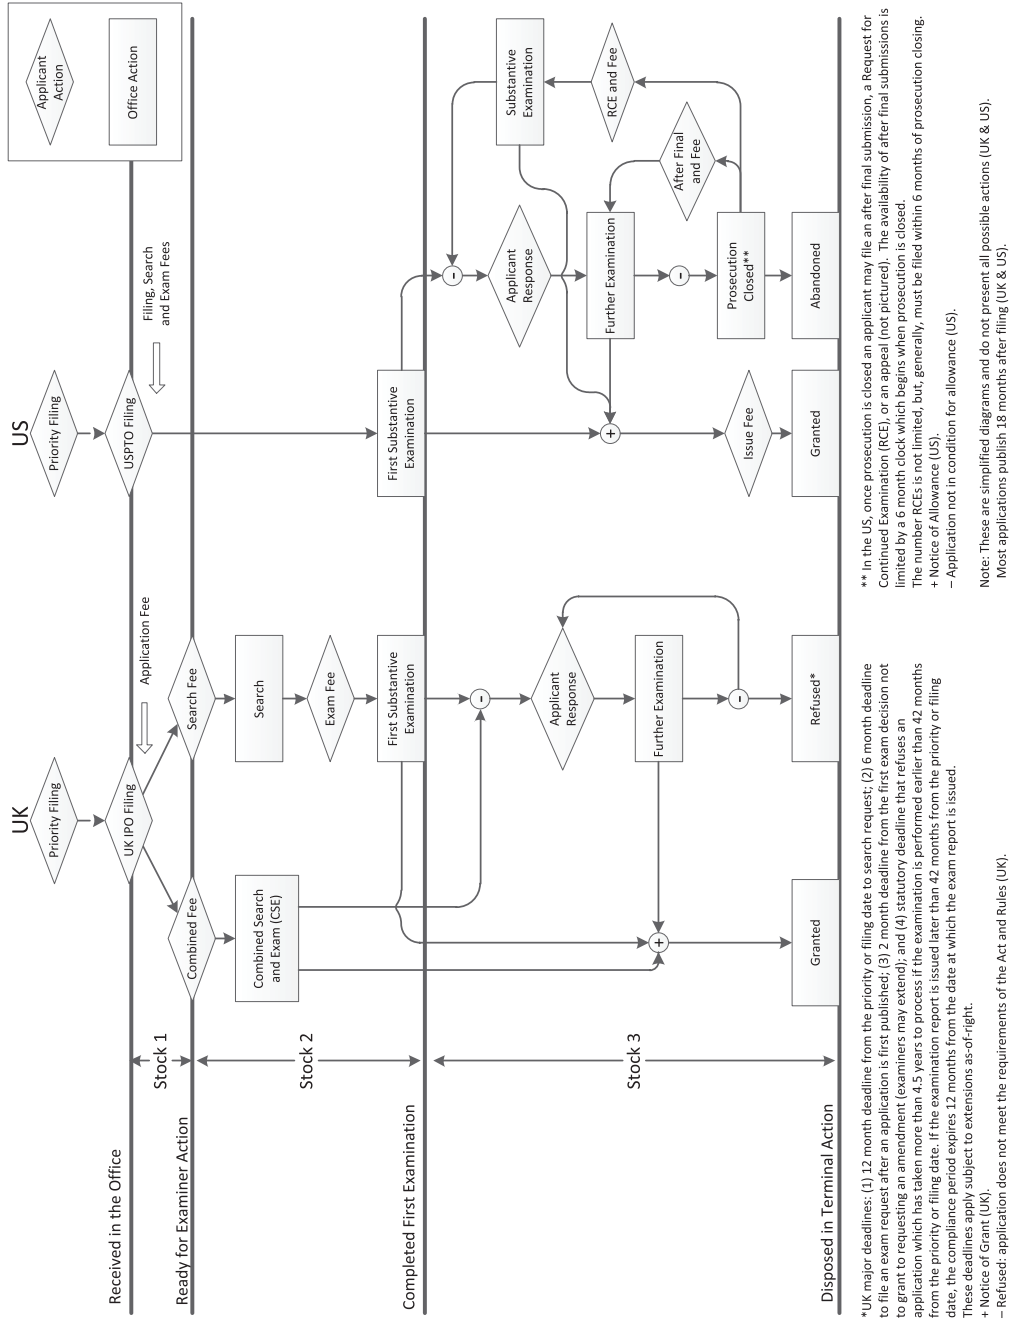 UK
US
Applicant
Action
Office Action
Priority Filing
Priority Filing
UK IPO Filing
Application Fee
USPTO Filing
Filing, Search
and Exam Fees
Received in the Office
Stock 1
Combined Fee
Search Fee
Ready for Examiner Action
Combined Search
and Exam (CSE)
Search
Exam Fee
Stock 2
First Substantive
Examination
First Substantive
Examination
Completed First Examination
-
-
Applicant
Response
Applicant
Response
Substantive
Examination
Further Examination
Further Examination
RCE and Fee
After Final
and Fee
+
+
-
-
Stock 3
Issue Fee
Prosecution
Closed**
Granted
Refused*
Granted
Abandoned
Disposed in Terminal Action
*UK major deadlines: (1) 12 month deadline from the priority or filing date to search request; (2) 6 month deadline
to file an exam request after an application is first published; (3) 2 month deadline from the first exam decision not
to grant to requesting an amendment (examiners may extend); and (4) statutory deadline that refuses an
application which has taken more than 4.5 years to process if the examination is performed earlier than 42 months
from the priority or filing date. If the examination report is issued later than 42 months from the priority or filing
date, the compliance period expires 12 months from the date at which the exam report is issued.
These deadlines apply subject to extensions as-of-right.
+ Notice of Grant (UK).
– Refused: application does not meet the requirements of the Act and Rules (UK).
** In the US, once prosecution is closed an applicant may file an after final submission, a Request for
Continued Examination (RCE), or an appeal (not pictured). The availability of after final submissions is
limited by a 6 month clock which begins when prosecution is closed.
The number RCEs is not limited, but, generally, must be filed within 6 months of prosecution closing.
+ Notice of Allowance (US).
– Application not in condition for allowance (US).
Note: These are simplified diagrams and do not present all possible actions (UK & US).
Most applications publish 18 months after filing (UK & US).